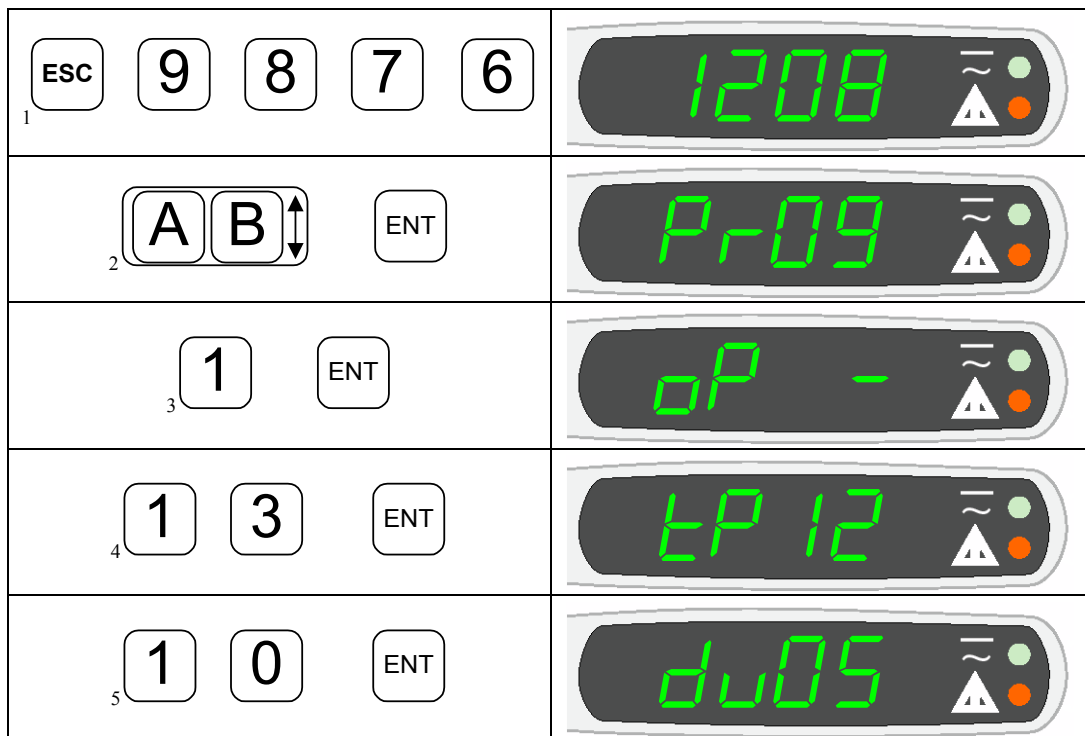 1 ESC 9 8 7 6 1208
2 A B ENT Pr09
3 1 ENT oP -
4 1 3 ENT tP12
5 1 0 ENT du05